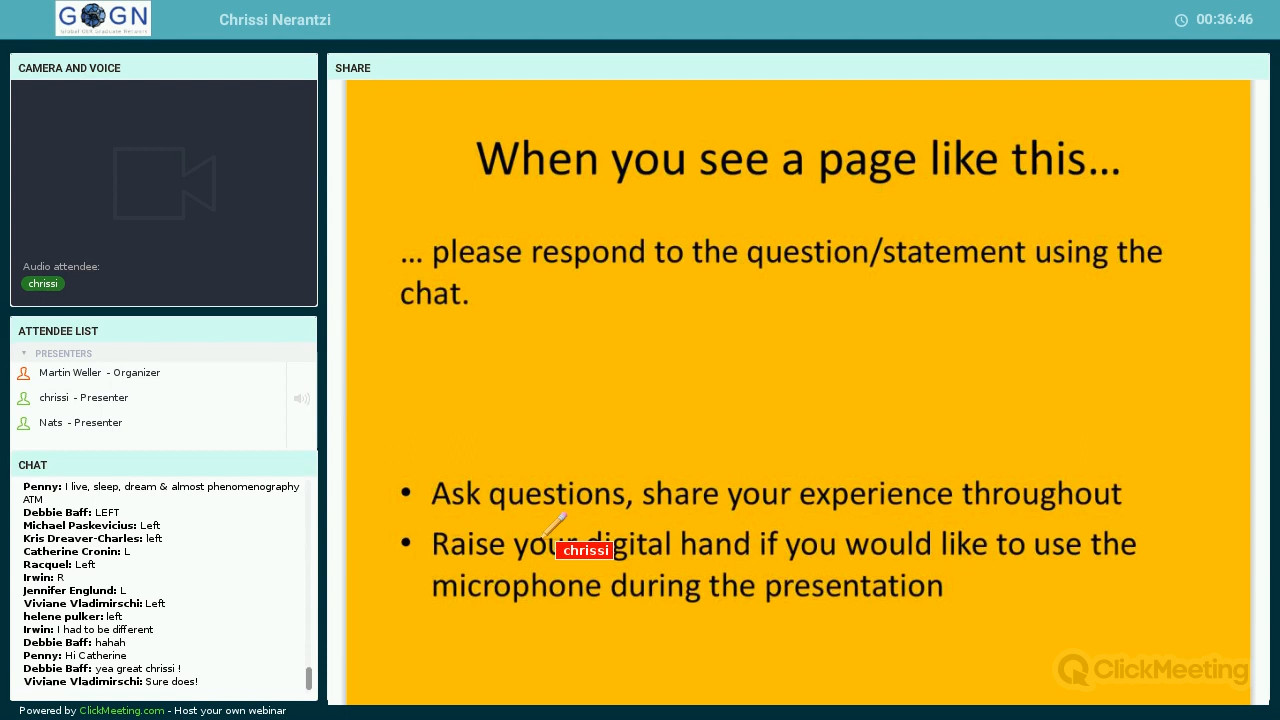 GOGN
Global OER Graduate Network
Chrissi Nerantzi
00:36:46
CAMERA AND VOICE
Audio attendee:
chrissi
ATTENDEE LIST
PRESENTERS
Martin Weller - Organizer
chrissi - Presenter
Nats - Presenter
CHAT
Penny: I live, sleep, dream & almost phenomenography
ATM
Debbie Baff: LEFT
Michael Paskevicius: Left
Kris Dreaver-Charles: left
Catherine Cronin: L
Racquel: Left
Irwin: R
Jennifer Englund: L
Viviane Vladimirschi: Left
helene pulker: left
Irwin: I had to be different
Debbie Baff: hahah
Penny: Hi Catherine
Debbie Baff: yea great chrissi !
Viviane Vladimirschi: Sure does!
Powered by ClickMeeting.com - Host your own webinar
SHARE
When you see a page like this...
... please respond to the question/statement using the
chat.
• Ask questions, share your experience throughout
• Raise your digital hand if you would like to use the
chrissi
microphone during the presentation
ClickMeeting